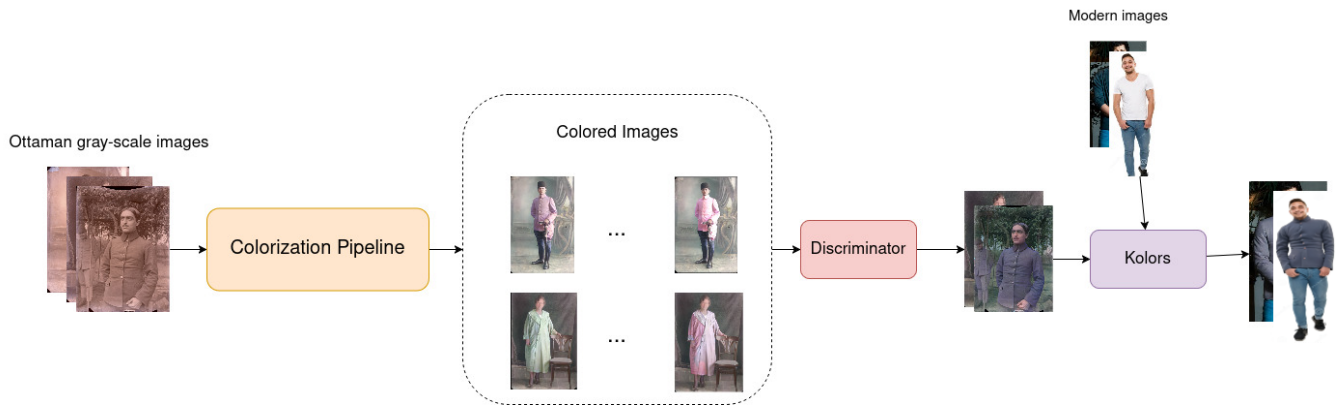 Modern images
Ottaman gray-scale images
Colored Images
Colorization Pipeline
...
...
Discriminator
Kolors